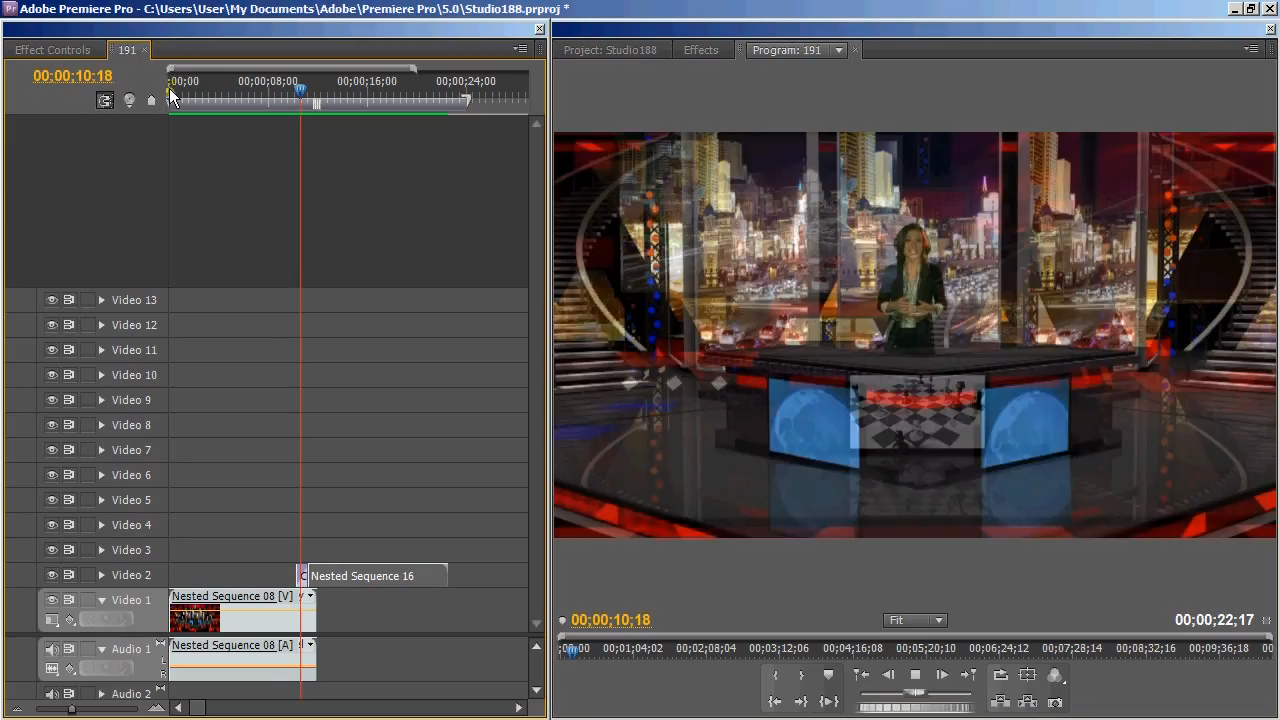 Adobe Premiere Pro - C:\Users\User\My Documents\Adobe\Premiere Pro\5.0\Studio188.prproj *
Effect Controls
191
Project: Studio188
Effects
Program: 191
00;00;10;18
;00;00
00;00;08;00
00;00;16;00
00;00;24;00
Video 13
Video 12
Video 11
Video 10
Video 9
Video 8
Video 7
Video 6
Video 5
Video 4
Video 3
Video 2
C
Nested Sequence 16
Video 1
Nested Sequence 08 [V]
Audio 1
Nested Sequence 08 [A]
L
R
Audio 2
00;00;10;18
Fit
00;00;22;17
;00;00
00;01;04;02
00;02;08;04
00;03;12;06
00;04;16;08
00;05;20;10
00;06;24;12
00;07;28;14
00;08;32;16
00;09;36;18
00